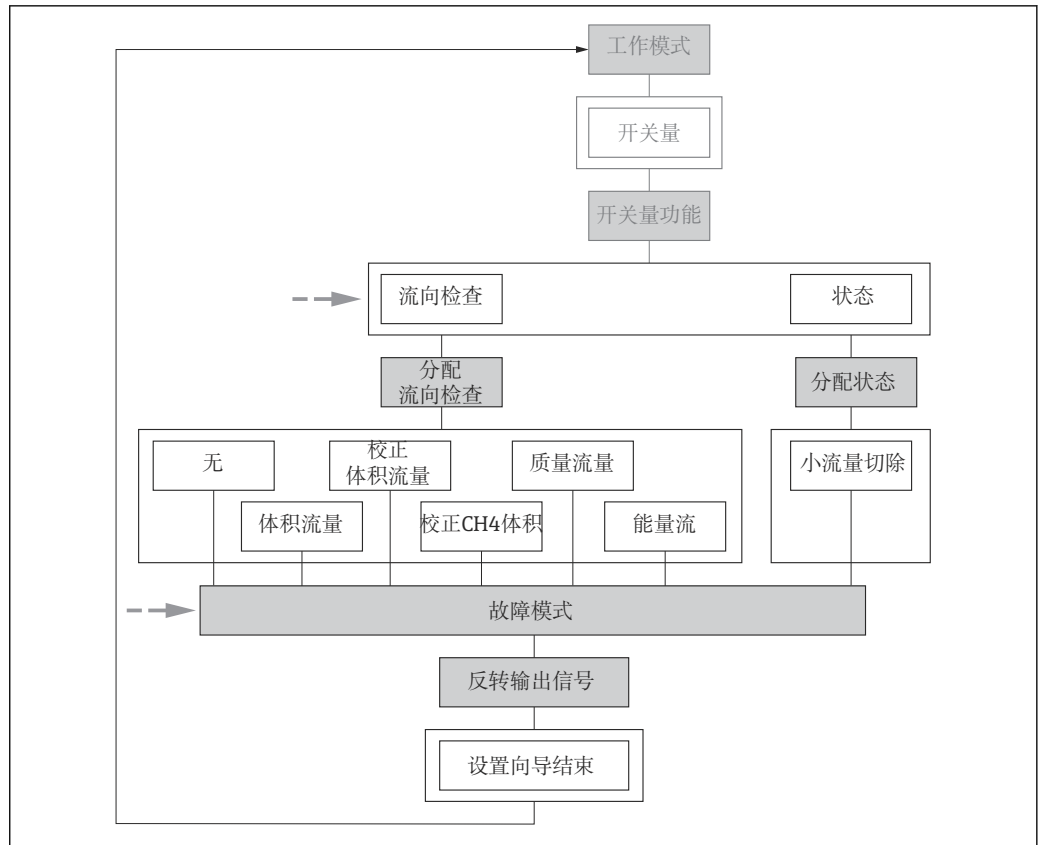 工作模式
开关量
开关量功能
流向检查
状态
分配
流向检查
分配状态
无
校正
体积流量
质量流量
小流量切除
体积流量
校正CH4体积
能量流
故障模式
反转输出信号
设置向导结束